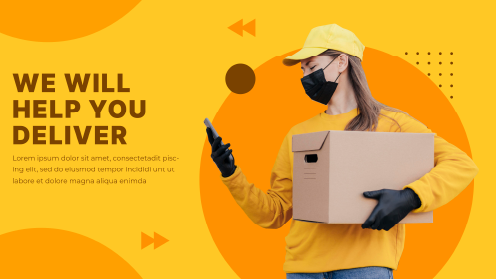 WE WILL
HELP YOU
DELIVER
Lorem ipsum dolor sit amet, consectetadit pisc-
ing elit, sed do eiusmod tempor incididi unt ut
labore et dolore magna aliqua enimda